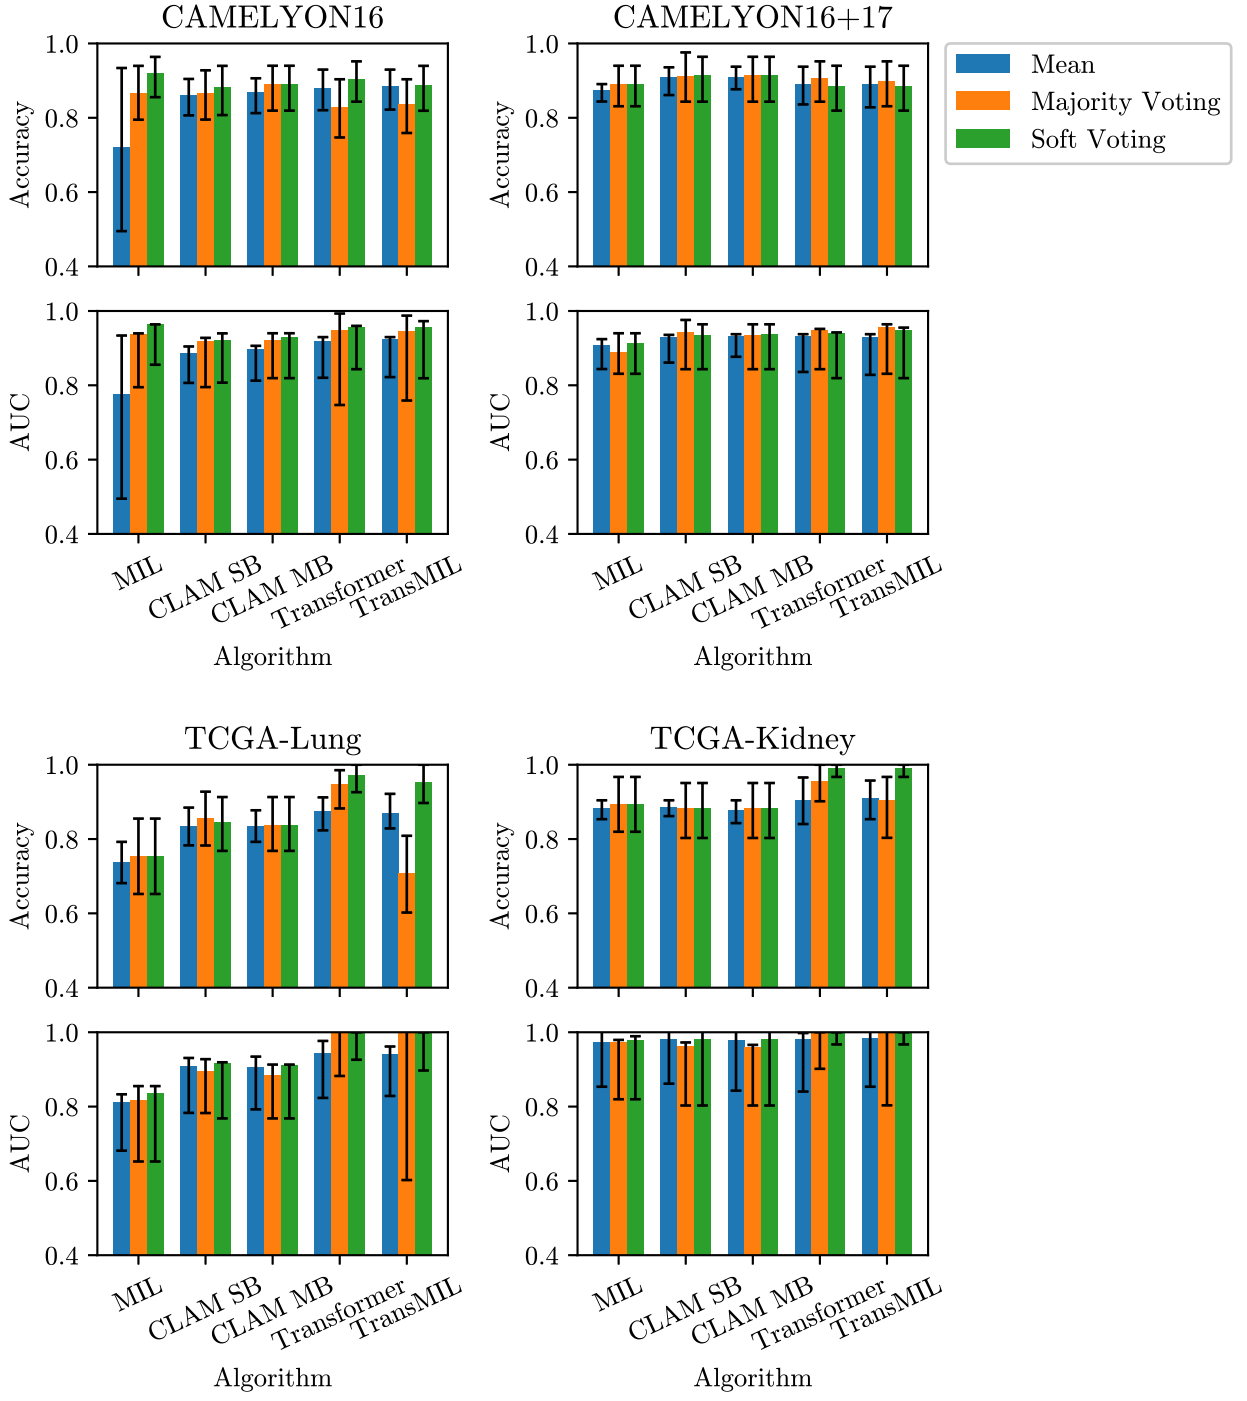 CAMELYON16
CAMELYON16+17
1.0
0.8
0.6
0.4
Accuracy
Accuracy
Mean
Majority Voting
Soft Voting
1.0
0.8
0.6
0.4
AUC
1.0
0.8
0.6
0.4
AUC
1.0
0.8
0.6
0.4
MIL
CLAM SB
CLAM MB
Transformer
TransMIL
MIL
CLAM SB
CLAM MB
Transformer
TransMIL
Algorithm
Algorithm
TCGA-Lung
TCGA-Kidney
1.0
0.8
0.6
0.4
Accuracy
1.0
0.8
0.6
0.4
Accuracy
1.0
0.8
0.6
0.4
AUC
1.0
0.8
0.6
0.4
AUC
MIL
CLAM SB
CLAM MB
Transformer
TransMIL
MIL
CLAM SB
CLAM MB
Transformer
TransMIL
Algorithm
Algorithm